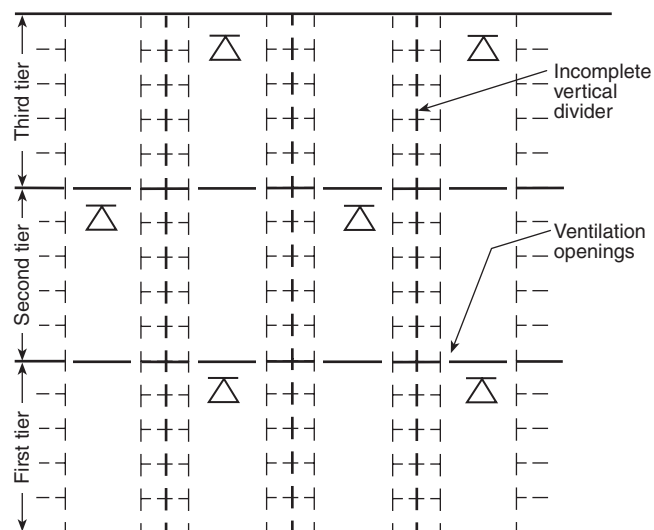 Third tier
Incomplete
vertical
divider
Second tier
Ventilation
openings
First tier